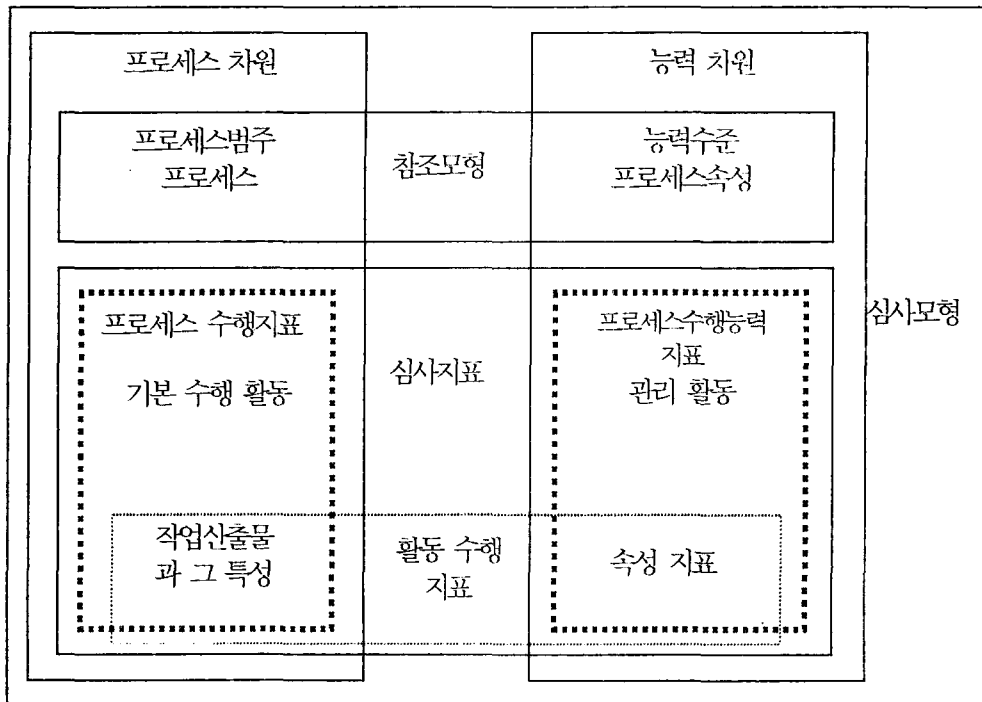 프로세스 차원
능력 차원
프로세스범주
프로세스
참조모형
능력수준
프로세스속성
심사모형
프로세스 수행지표
기본 수행 활동
심사지표
프로세스수행능력
지표
관리 활동
작업산출물
과 그 특성
활동 수행
지표
속성 지표